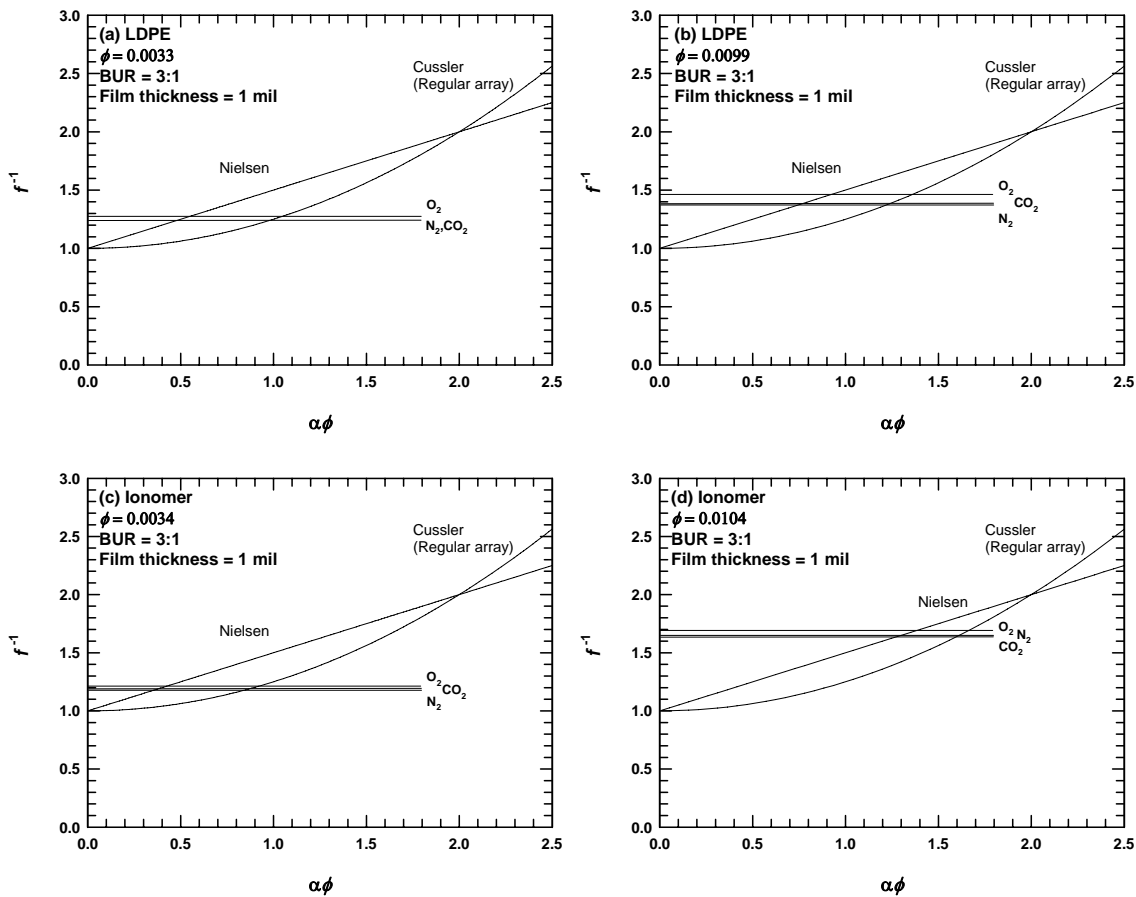 (a) LDPE
ϕ = 0.0033
BUR = 3:1
Film thickness = 1 mil
Cussler
(Regular array)
Nielsen
O₂
N₂,CO₂
3.0
2.5
2.0
1.5
1.0
0.5
0.0
f⁻¹
0.0 0.5 1.0 1.5 2.0 2.5
αϕ
(b) LDPE
ϕ = 0.0099
BUR = 3:1
Film thickness = 1 mil
Cussler
(Regular array)
Nielsen
O₂
CO₂
N₂
3.0
2.5
2.0
1.5
1.0
0.5
0.0
f⁻¹
0.0 0.5 1.0 1.5 2.0 2.5
αϕ
(c) Ionomer
ϕ = 0.0034
BUR = 3:1
Film thickness = 1 mil
Cussler
(Regular array)
Nielsen
O₂
CO₂
N₂
3.0
2.5
2.0
1.5
1.0
0.5
0.0
f⁻¹
0.0 0.5 1.0 1.5 2.0 2.5
αϕ
(d) Ionomer
ϕ = 0.0104
BUR = 3:1
Film thickness = 1 mil
Cussler
(Regular array)
Nielsen
O₂ N₂
CO₂
3.0
2.5
2.0
1.5
1.0
0.5
0.0
f⁻¹
0.0 0.5 1.0 1.5 2.0 2.5
αϕ